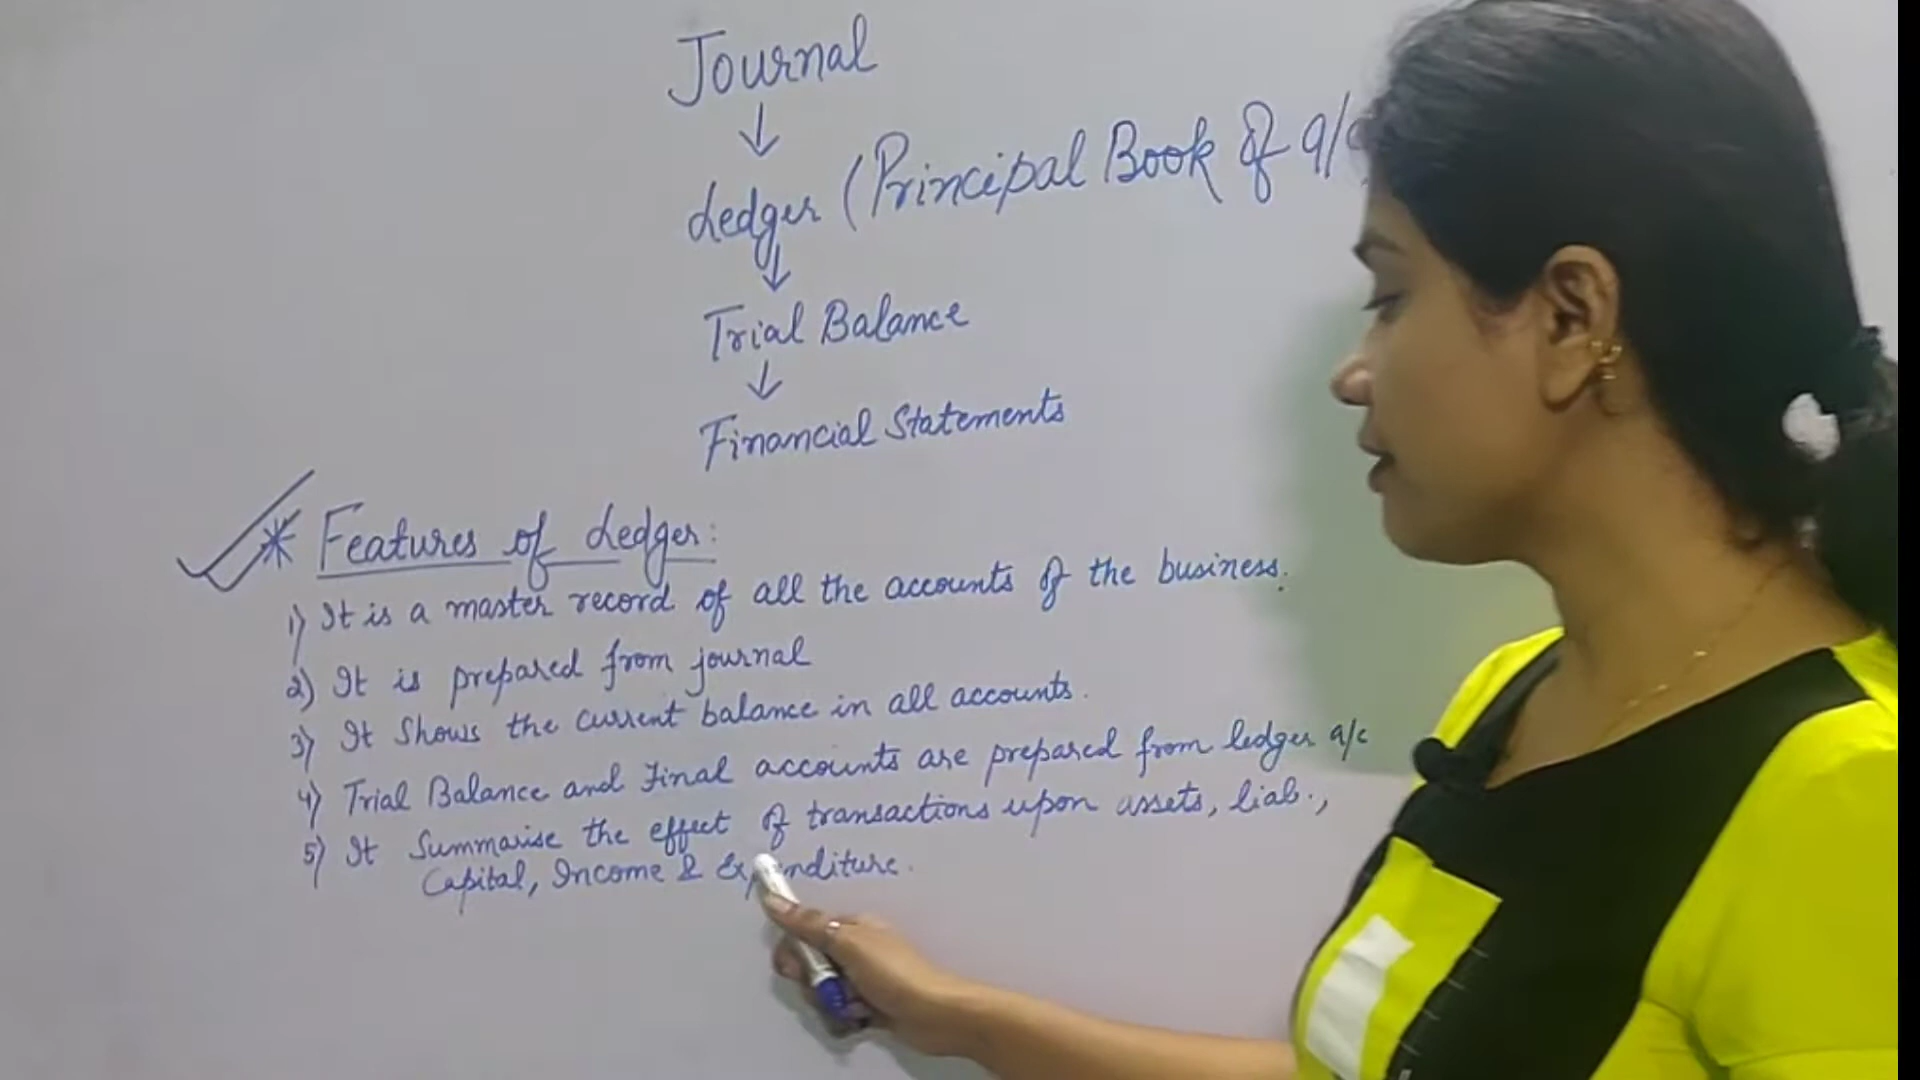 Journal
↓
Ledger (Principal Book of a/c
↓
Trial Balance
↓
Financial Statements
* Features of Ledger:
1) It is a master record of all the accounts of the business.
2) It is prepared from journal
3) It Shows the current balance in all accounts.
4) Trial Balance and Final accounts are prepared from ledger a/c
5) It Summarise the effect of transactions upon assets, liab.,
Capital, Income & Expenditure.